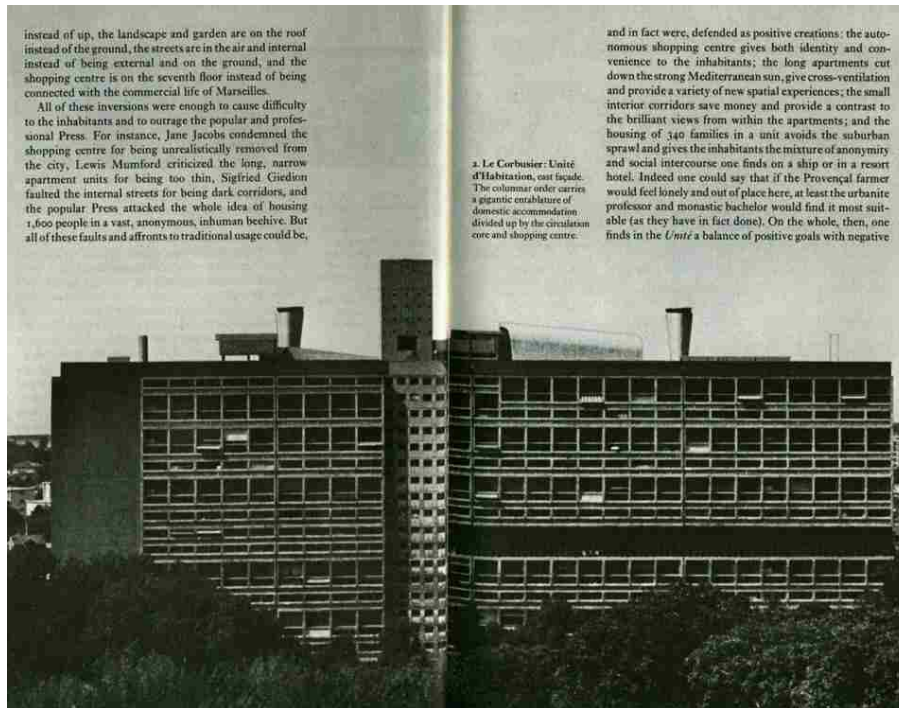 instead of up, the landscape and garden are on the roof
instead of the ground, the streets are in the air and internal
instead of being external and on the ground, and the
shopping centre is on the seventh floor instead of being
connected with the commercial life of Marseilles.
All of these inversions were enough to cause difficulty
to the inhabitants and to outrage the popular and profes-
sional Press. For instance, Jane Jacobs condemned the
shopping centre for being unrealistically removed from
the city, Lewis Mumford criticized the long, narrow
apartment units for being too thin, Sigfried Giedion
faulted the internal streets for being dark corridors, and
the popular Press attacked the whole idea of housing
1,600 people in a vast, anonymous, inhuman beehive. But
all of these faults and affronts to traditional usage could be,
2. Le Corbusier: Unité
d'Habitation, east façade.
The columnar order carries
a gigantic entablature of
domestic accommodation
divided up by the circulation
core and shopping centre.
and in fact were, defended as positive creations: the auto-
nomous shopping centre gives both identity and con-
venience to the inhabitants; the long apartments cut
down the strong Mediterranean sun, give cross-ventilation
and provide a variety of new spatial experiences; the small
interior corridors save money and provide a contrast to
the brilliant views from within the apartments; and the
housing of 340 families in a unit avoids the suburban
sprawl and gives the inhabitants the mixture of anonymity
and social intercourse one finds on a ship or in a resort
hotel. Indeed one could say that if the Provençal farmer
would feel lonely and out of place here, at least the urbanite
professor and monastic bachelor would find it most suit-
able (as they have in fact done). On the whole, then, one
finds in the Unité a balance of positive goals with negative